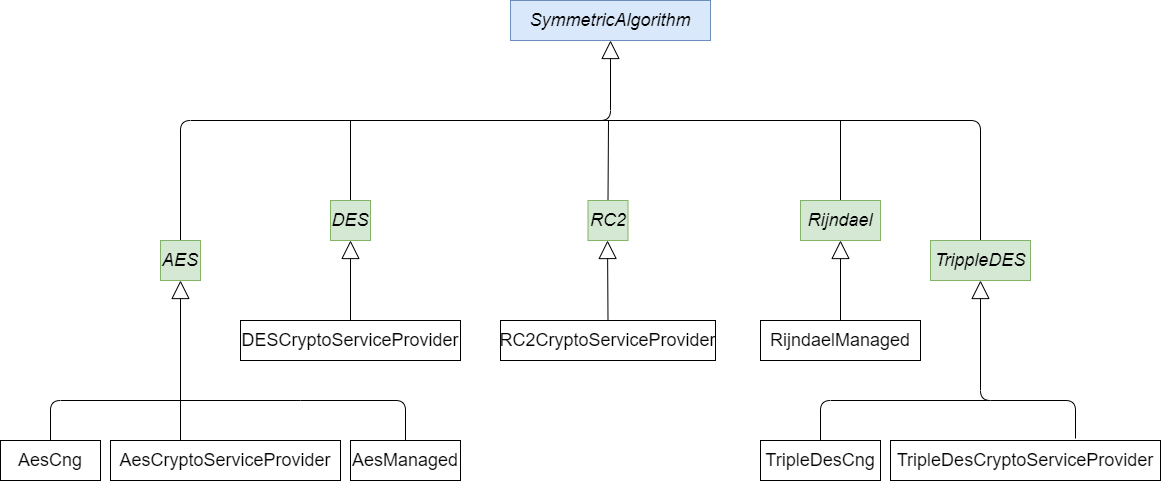 SymmetricAlgorithm
DES
RC2
Rijndael
AES
TrippleDES
DESCryptoServiceProvider
RC2CryptoServiceProvider
RijndaelManaged
AesCng
AesCryptoServiceProvider
AesManaged
TripleDesCng
TripleDesCryptoServiceProvider